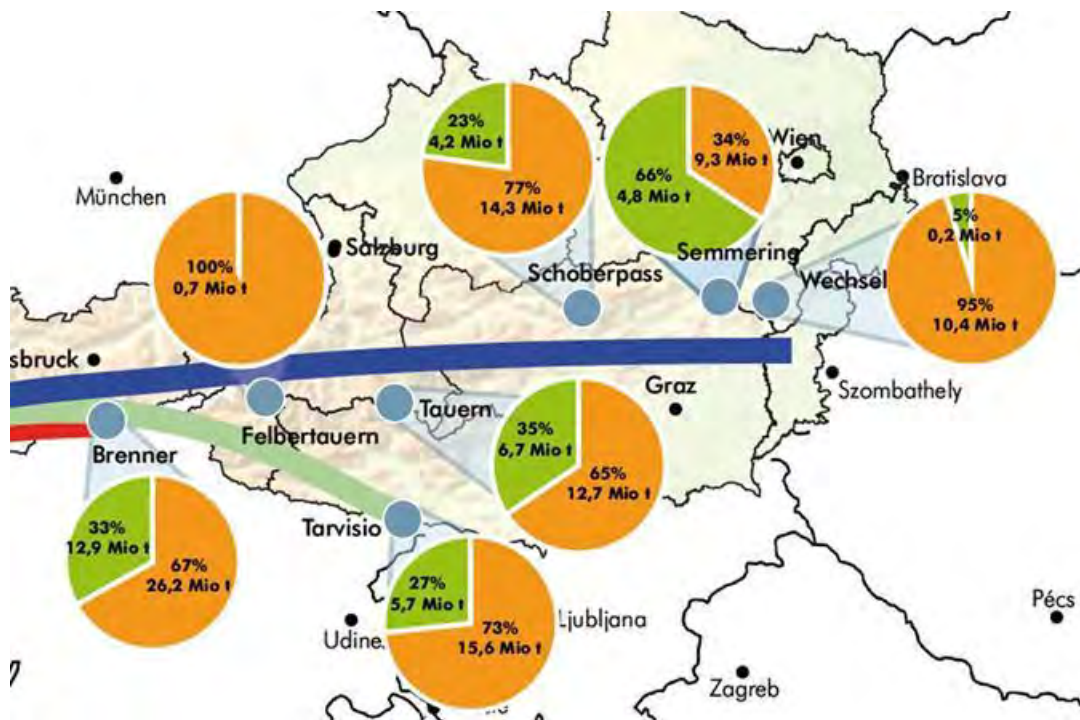 23%
4,2 Mio t
77%
14,3 Mio t
66%
4,8 Mio t
34%
9,3 Mio t
Wien
Bratislava
München
5%
0,2 Mio t
95%
10,4 Mio t
Salzburg
100%
0,7 Mio t
Schoberpass
Semmering
Wechsel
sbruck
Graz
Szombathely
Felbertauern
Tauern
Brenner
35%
6,7 Mio t
65%
12,7 Mio t
Tarvisio
33%
12,9 Mio t
67%
26,2 Mio t
27%
5,7 Mio t
73%
15,6 Mio t
Ljubljana
Udine
Pécs
Zagreb